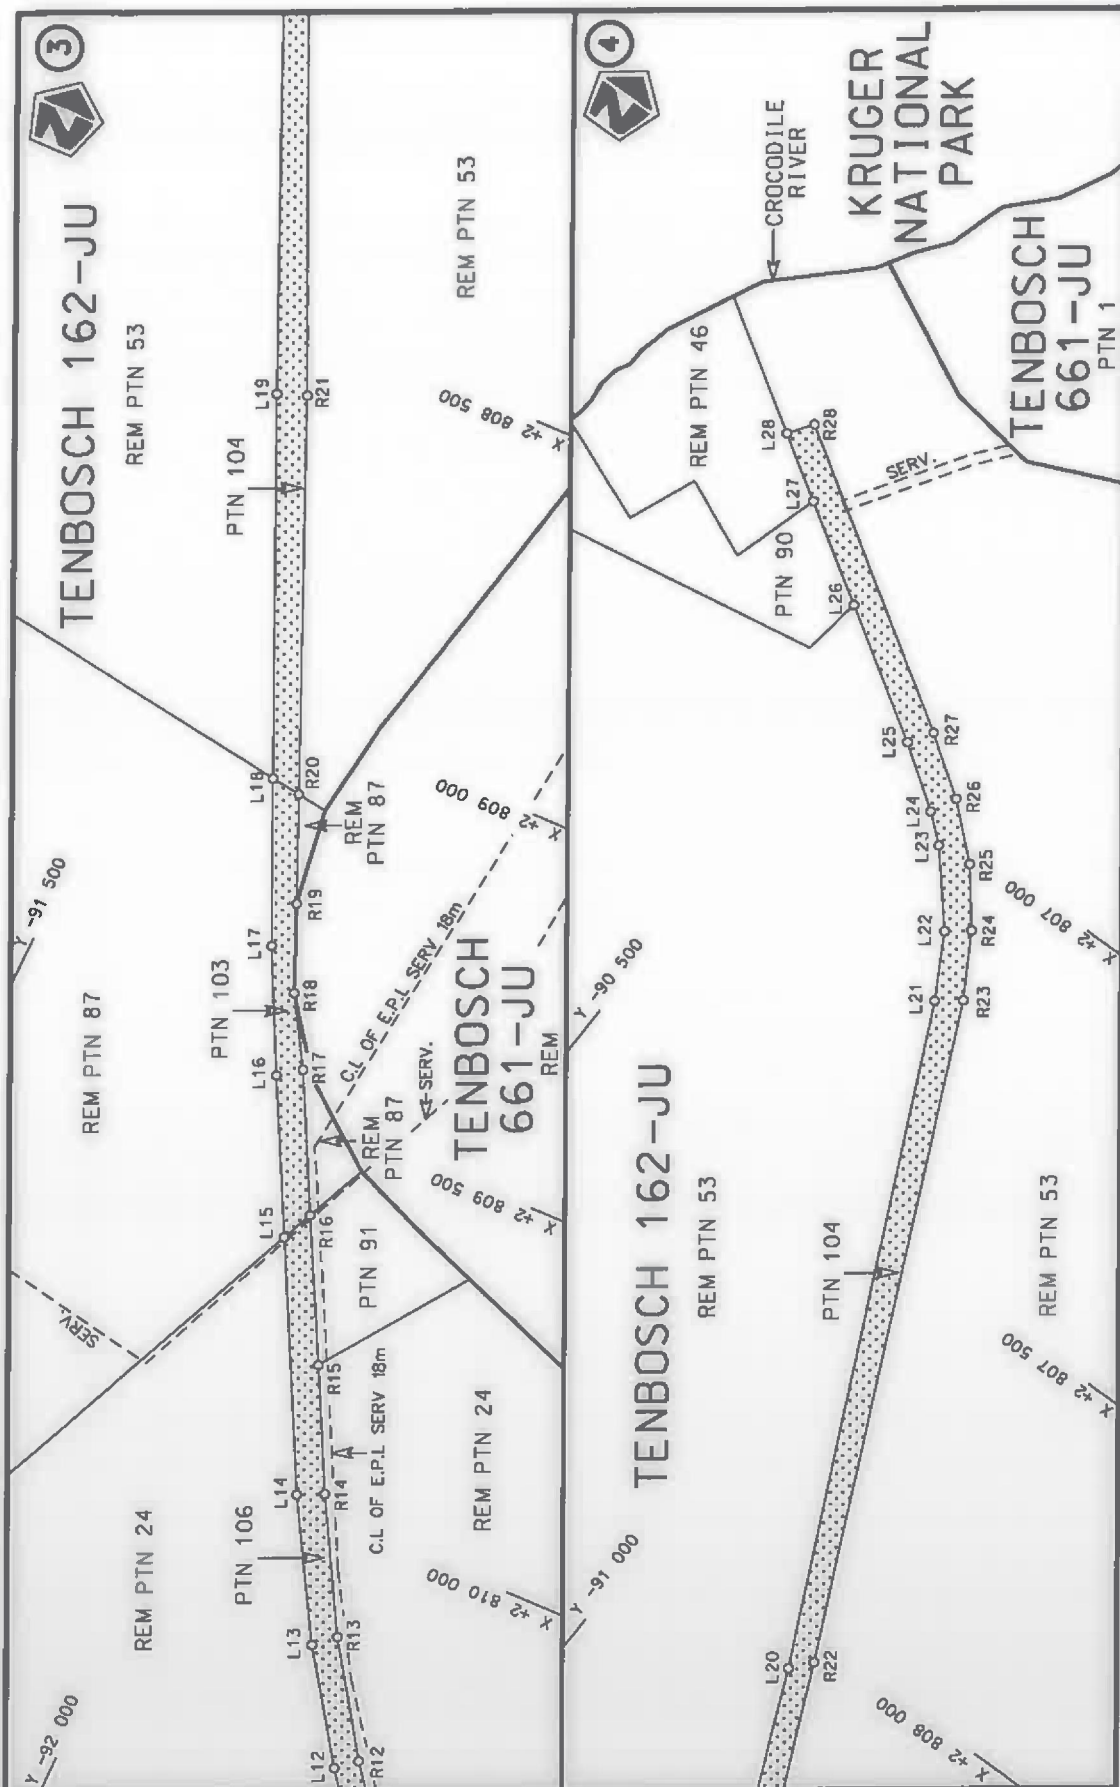 3
N
TENBOSCH 162-JU
REM PTN 53
PTN 104
L19
R21
REM PTN 53
X +2 808 500
L18
R20
REM
PTN 87
Y -91 500
REM PTN 87
L17
R19
PTN 103
R18
L16
R17
C.L OF E.P.L SERV 18m
X +2 809 000
SERV.
TENBOSCH
661-JU
REM
REM
PTN 87
X +2 809 500
L15
R16
PTN 91
SERV.
R15
L14
R14
C.L OF E.P.L SERV 18m
REM PTN 24
REM PTN 24
PTN 106
X +2 810 000
L13
R13
Y -92 000
L12
R12
4
N
CROCODILE
RIVER
KRUGER
NATIONAL
PARK
TENBOSCH
661-JU
PTN 1
REM PTN 46
L28
R28
L27
SERV.
PTN 90
L26
L25
R27
L24
R26
L23
R25
L22
R24
L21
R23
X +2 807 000
Y -90 500
TENBOSCH 162-JU
REM PTN 53
PTN 104
REM PTN 53
X +2 807 500
Y -91 000
L20
R22
X +2 808 000